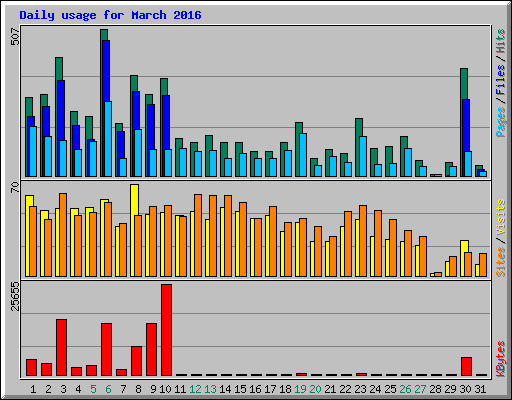 Daily usage for March 2016
507
Pages / Files / Hits
70
Sites / Visits
25655
KBytes
1 2 3 4 5 6 7 8 9 10 11 12 13 14 15 16 17 18 19 20 21 22 23 24 25 26 27 28 29 30 31